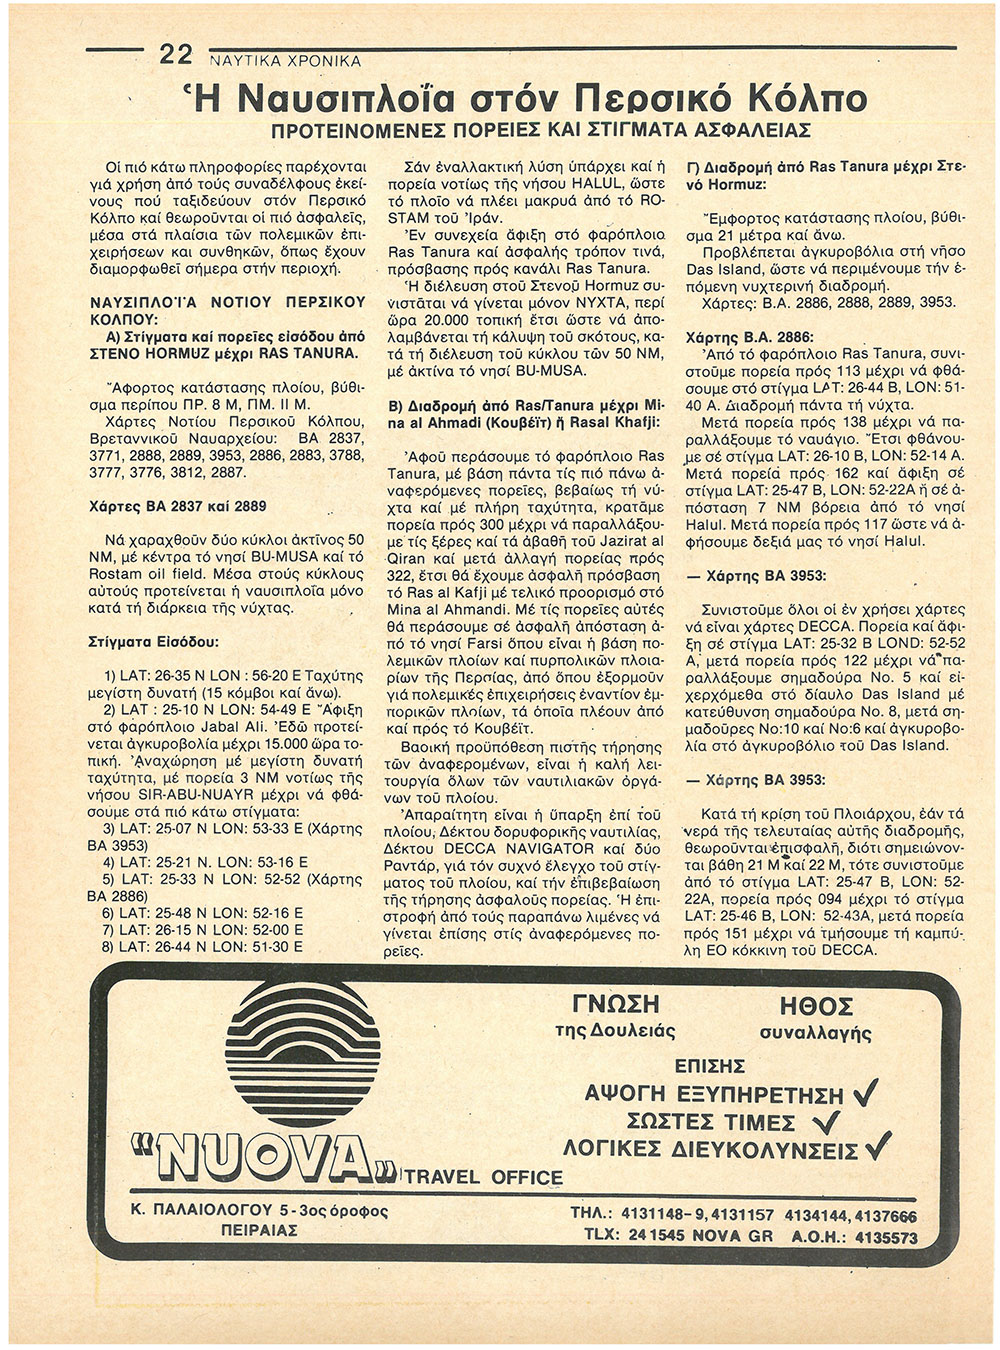 22 ΝΑΥΤΙΚΑ ΧΡΟΝΙΚΑ
Ἡ Ναυσιπλοΐα στόν Περσικό Κόλπο
ΠΡΟΤΕΙΝΟΜΕΝΕΣ ΠΟΡΕΙΕΣ ΚΑΙ ΣΤΙΓΜΑΤΑ ΑΣΦΑΛΕΙΑΣ
Οἱ πιό κάτω πληροφορίες παρέχονται
γιά χρήση ἀπό τούς συναδέλφους ἐκεί-
νους πού ταξιδεύουν στόν Περσικό
Κόλπο καί θεωροῦνται οἱ πιό ἀσφαλεῖς,
μέσα στά πλαίσια τῶν πολεμικῶν ἐπι-
χειρήσεων καί συνθηκῶν, ὅπως ἔχουν
διαμορφωθεῖ σήμερα στήν περιοχή.
ΝΑΥΣΙΠΛΟΪΑ ΝΟΤΙΟΥ ΠΕΡΣΙΚΟΥ
ΚΟΛΠΟΥ:
Α) Στίγματα καί πορεῖες εἰσόδου ἀπό
ΣΤΕΝΟ HORMUZ μέχρι RAS TANURA.
Ἄφορτος κατάστασης πλοίου, βύθι-
σμα περίπου ΠΡ. 8 Μ, ΠΜ. ΙΙ Μ.
Χάρτες Νοτίου Περσικοῦ Κόλπου,
Βρεταννικοῦ Ναυαρχείου: BA 2837,
3771, 2888, 2889, 3953, 2886, 2883, 3788,
3777, 3776, 3812, 2887.
Χάρτες BA 2837 καί 2889
Νά χαραχθοῦν δύο κύκλοι ἀκτῖνος 50
NM, μέ κέντρα τό νησί BU-MUSA καί τό
Rostam oil field. Μέσα στούς κύκλους
αὐτούς προτείνεται ἡ ναυσιπλοΐα μόνο
κατά τή διάρκεια τῆς νύχτας.
Στίγματα Εἰσόδου:
1) LAT: 26-35 N LON : 56-20 E Ταχύτης
μεγίστη δυνατή (15 κόμβοι καί ἄνω).
2) LAT : 25-10 N LON: 54-49 E Ἄφιξη
στό φαρόπλοιο Jabal Ali. Ἐδῶ προτεί-
νεται ἀγκυροβολία μέχρι 15.000 ὥρα το-
πική. Ἀναχώρηση μέ μεγίστη δυνατή
ταχύτητα, μέ πορεία 3 NM νοτίως τῆς
νήσου SIR-ABU-NUAYR μέχρι νά φθά-
σουμε στά πιό κάτω στίγματα:
3) LAT: 25-07 N LON: 53-33 E (Χάρτης
BA 3953)
4) LAT: 25-21 N. LON: 53-16 E
5) LAT: 25-33 N LON: 52-52 (Χάρτης
BA 2886)
6) LAT: 25-48 N LON: 52-16 E
7) LAT: 26-15 N LON: 52-00 E
8) LAT: 26-44 N LON: 51-30 E
Σάν ἐναλλακτική λύση ὑπάρχει καί ἡ
πορεία νοτίως τῆς νήσου HALUL, ὥστε
τό πλοῖο νά πλέει μακρυά ἀπό τό RO-
STAM τοῦ Ἰράν.
Ἐν συνεχεία ἄφιξη στό φαρόπλοιο
Ras Tanura καί ἀσφαλής τρόπον τινά,
πρόσβασης πρός κανάλι Ras Tanura.
Ἡ διέλευση στοῦ Στενοῦ Hormuz συ-
νιστᾶται νά γίνεται μόνον ΝΥΧΤΑ, περί
ὥρα 20.000 τοπική ἔτσι ὥστε νά ἀπο-
λαμβάνεται τή κάλυψη τοῦ σκότους, κα-
τά τή διέλευση τοῦ κύκλου τῶν 50 NM,
μέ ἀκτίνα τό νησί BU-MUSA.
Β) Διαδρομή ἀπό Ras/Tanura μέχρι Mi-
na al Ahmadi (Κουβέϊτ) ἤ Rasal Khafji:
Ἀφοῦ περάσουμε τό φαρόπλοιο Ras
Tanura, μέ βάση πάντα τίς πιό πάνω ἀ-
ναφερόμενες πορεῖες, βεβαίως τή νύ-
χτα καί μέ πλήρη ταχύτητα, κρατᾶμε
πορεία πρός 300 μέχρι νά παραλλάξου-
με τίς ξέρες καί τά ἀβαθῆ τοῦ Jazirat al
Qiran καί μετά ἀλλαγή πορείας πρός
322, ἔτσι θά ἔχουμε ἀσφαλῆ πρόσβαση
τό Ras al Kafji μέ τελικό προορισμό στό
Mina al Ahmandi. Μέ τίς πορεῖες αὐτές
θά περάσουμε σέ ἀσφαλῆ ἀπόσταση ἀ-
πό τό νησί Farsi ὅπου εἶναι ἡ βάση πο-
λεμικῶν πλοίων καί πυρπολικῶν πλοια-
ρίων τῆς Περσίας, ἀπό ὅπου ἐξορμοῦν
γιά πολεμικές ἐπιχειρήσεις ἐναντίον ἐμ-
πορικῶν πλοίων, τά ὁποῖα πλέουν ἀπό
καί πρός τό Κουβέϊτ.
Βασική προϋπόθεση πιστῆς τήρησης
τῶν ἀναφερομένων, εἶναι ἡ καλή λει-
τουργία ὅλων τῶν ναυτιλιακῶν ὀργά-
νων τοῦ πλοίου.
Ἀπαραίτητη εἶναι ἡ ὕπαρξη ἐπί τοῦ
πλοίου, Δέκτου δορυφορικῆς ναυτιλίας,
Δέκτου DECCA NAVIGATOR καί δύο
Ραντάρ, γιά τόν συχνό ἔλεγχο τοῦ στίγ-
ματος τοῦ πλοίου, καί τήν ἐπιβεβαίωση
τῆς τήρησης ἀσφαλοῦς πορείας. Ἡ ἐπι-
στροφή ἀπό τούς παραπάνω λιμένες νά
γίνεται ἐπίσης στίς ἀναφερόμενες πο-
ρεῖες.
Γ) Διαδρομή ἀπό Ras Tanura μέχρι Στε-
νό Hormuz:
Ἔμφορτος κατάστασης πλοίου, βύθι-
σμα 21 μέτρα καί ἄνω.
Προβλέπεται ἀγκυροβόλια στή νῆσο
Das Island, ὥστε νά περιμένουμε τήν ἑ-
πόμενη νυχτερινή διαδρομή.
Χάρτες: B.A. 2886, 2888, 2889, 3953.
Χάρτης B.A. 2886:
Ἀπό τό φαρόπλοιο Ras Tanura, συνι-
στοῦμε πορεία πρός 113 μέχρι νά φθά-
σουμε στό στίγμα LAT: 26-44 B, LON: 51-
40 A. Διαδρομή πάντα τή νύχτα.
Μετά πορεία πρός 138 μέχρι νά πα-
ραλλάξουμε τό ναυάγιο. Ἔτσι φθάνου-
με σέ στίγμα LAT: 26-10 B, LON: 52-14 A.
Μετά πορεία πρός 162 καί ἄφιξη σέ
στίγμα LAT: 25-47 B, LON: 52-22A ἤ σέ ἀ-
πόσταση 7 NM βόρεια ἀπό τό νησί
Halul. Μετά πορεία πρός 117 ὥστε νά ἀ-
φήσουμε δεξιά μας τό νησί Halul.
— Χάρτης BA 3953:
Συνιστοῦμε ὅλοι οἱ ἐν χρήσει χάρτες
νά εἶναι χάρτες DECCA. Πορεία καί ἄφι-
ξη σέ στίγμα LAT: 25-32 B LOND: 52-52
A, μετά πορεία πρός 122 μέχρι νά πα-
ραλλάξουμε σημαδούρα No. 5 καί εἰ-
χερχόμεθα στό δίαυλο Das Island μέ
κατεύθυνση σημαδούρα No. 8, μετά ση-
μαδοῦρες No:10 καί No:6 καί ἀγκυροβο-
λία στό ἀγκυροβόλιο τοῦ Das Island.
— Χάρτης BA 3953:
Κατά τή κρίση τοῦ Πλοιάρχου, ἐάν τά
νερά τῆς τελευταίας αὐτῆς διαδρομῆς,
θεωροῦνται ἐπισφαλῆ, διότι σημειώνον-
ται βάθη 21 Μ καί 22 Μ, τότε συνιστοῦμε
ἀπό τό στίγμα LAT: 25-47 B, LON: 52-
22A, πορεία πρός 094 μέχρι τό στίγμα
LAT: 25-46 B, LON: 52-43A, μετά πορεία
πρός 151 μέχρι νά τμήσουμε τή καμπύ-
λη ΕΟ κόκκινη τοῦ DECCA.
ΓΝΩΣΗ
της Δουλειάς
ΗΘΟΣ
συναλλαγής
ΕΠΙΣΗΣ
ΑΨΟΓΗ ΕΞΥΠΗΡΕΤΗΣΗ ✓
ΣΩΣΤΕΣ ΤΙΜΕΣ ✓
ΛΟΓΙΚΕΣ ΔΙΕΥΚΟΛΥΝΣΕΙΣ ✓
“NUOVA” TRAVEL OFFICE
Κ. ΠΑΛΑΙΟΛΟΓΟΥ 5 - 3ος όροφος
ΠΕΙΡΑΙΑΣ
ΤΗΛ.: 4131148-9, 4131157 4134144, 4137666
TLX: 241545 NOVA GR A.O.H.: 4135573